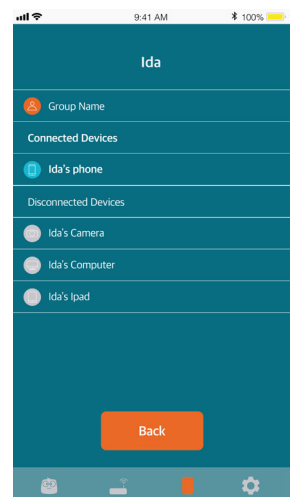 9:41 AM
100%
Ida
Group Name
Connected Devices
Ida's phone
Disconnected Devices
Ida's Camera
Ida's Computer
Ida's Ipad
Back